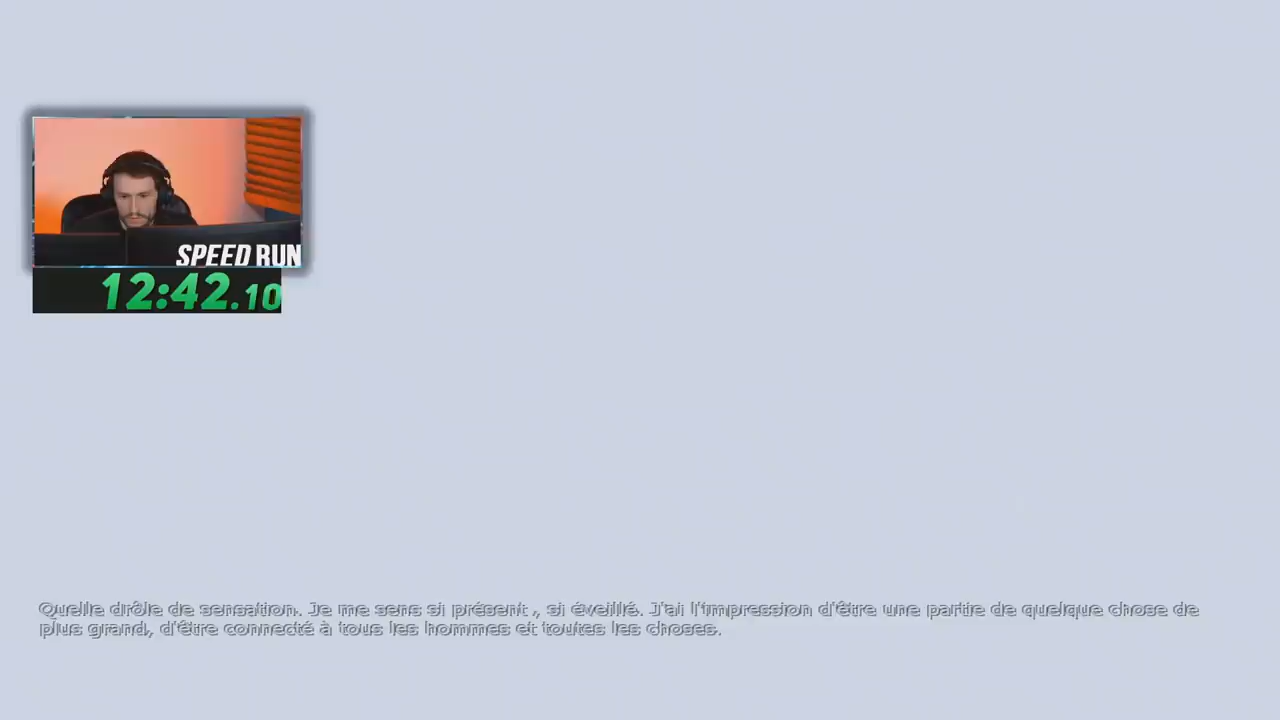 SPEED RUN
12:42.10
Quelle drôle de sensation. Je me sens si présent , si éveillé. J'ai l'impression d'être une partie de quelque chose de
plus grand, d'être connecté à tous les hommes et toutes les choses.